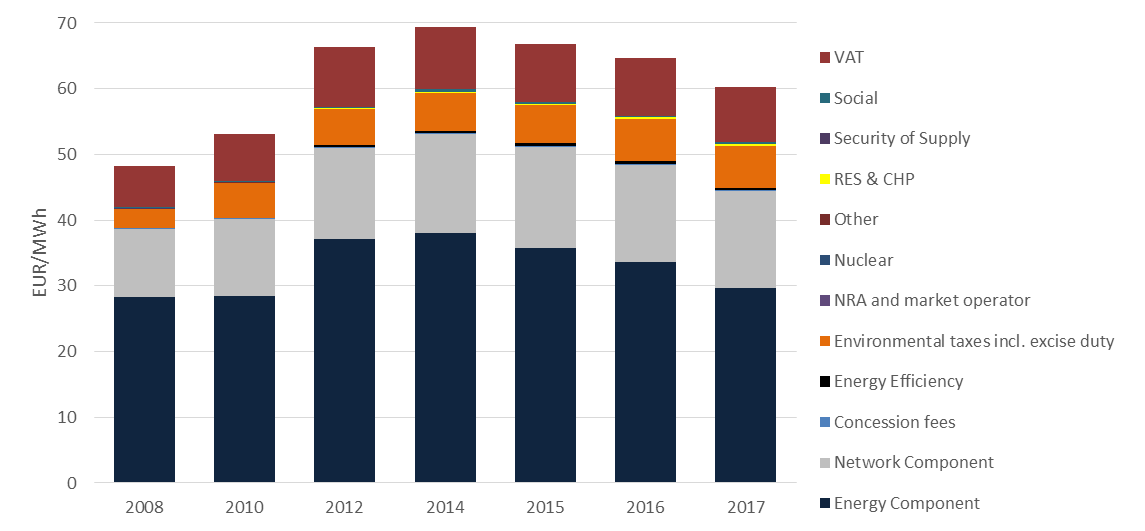 70
60
50
40
30
20
10
0
EUR/MWh
2008 2010 2012 2014 2015 2016 2017
VAT
Social
Security of Supply
RES & CHP
Other
Nuclear
NRA and market operator
Environmental taxes incl. excise duty
Energy Efficiency
Concession fees
Network Component
Energy Component